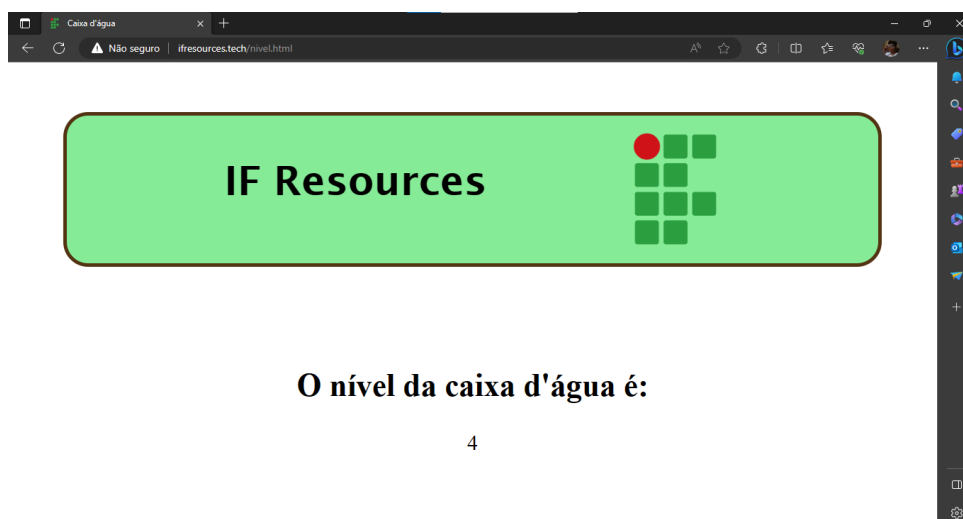 Caixa d'água
Não seguro | ifresources.tech/nivel.html
IF Resources
O nível da caixa d'água é:
4